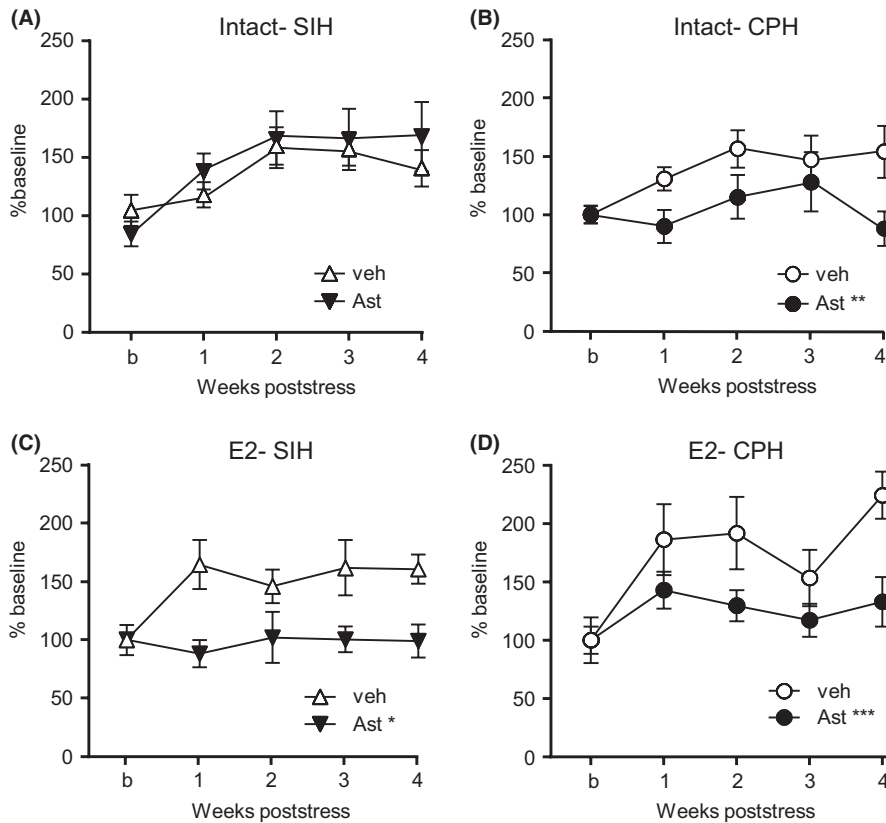 (A)
Intact- SIH
250
200
150
100
50
0
%baseline
veh
Ast
b 1 2 3 4
Weeks poststress
(B)
Intact- CPH
250
200
150
100
50
0
% baseline
veh
Ast **
b 1 2 3 4
Weeks poststress
(C)
E2- SIH
250
200
150
100
50
0
% baseline
veh
Ast *
b 1 2 3 4
Weeks poststress
(D)
E2- CPH
250
200
150
100
50
0
% baseline
veh
Ast ***
b 1 2 3 4
Weeks poststress